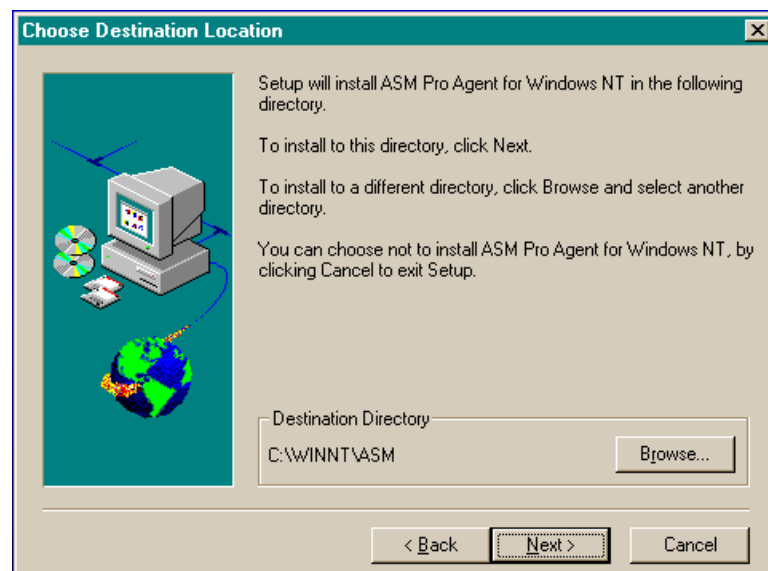 Choose Destination Location
Setup will install ASM Pro Agent for Windows NT in the following
directory.
To install to this directory, click Next.
To install to a different directory, click Browse and select another
directory.
You can choose not to install ASM Pro Agent for Windows NT, by
clicking Cancel to exit Setup.
Destination Directory
C:\WINNT\ASM
Browse...
< Back
Next >
Cancel